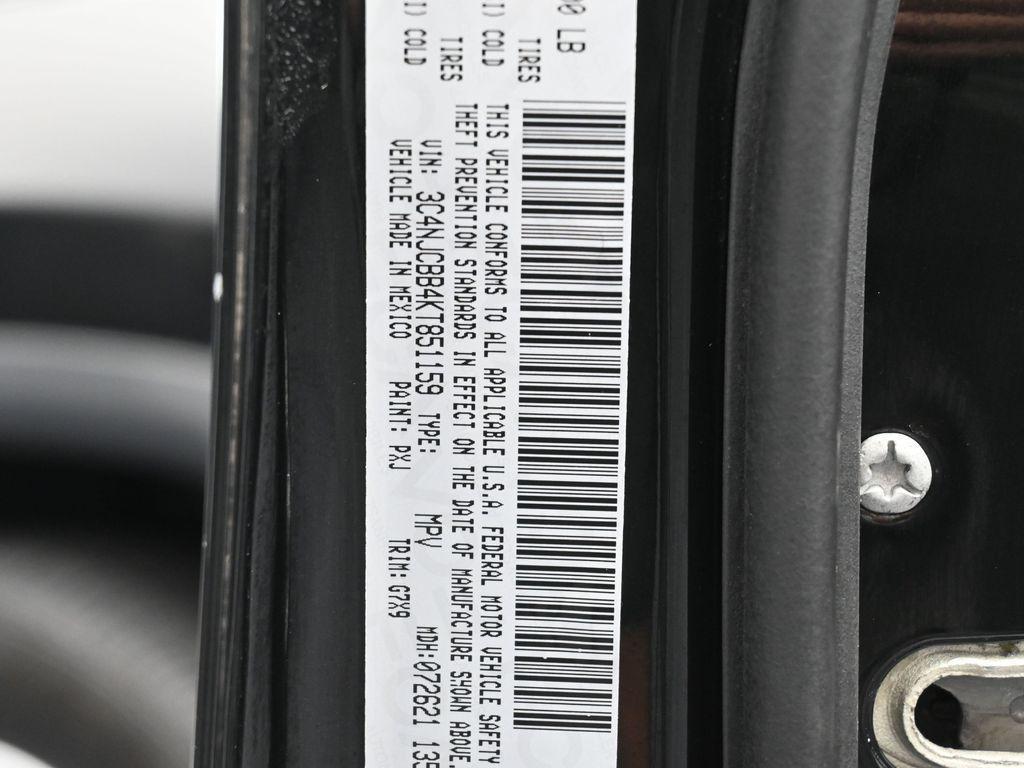 00 LB TIRES
I) COLD TIRES
I) COLD
THIS VEHICLE CONFORMS TO ALL APPLICABLE U.S.A. FEDERAL MOTOR VEHICLE SAFETY
THEFT PREVENTION STANDARDS IN EFFECT ON THE DATE OF MANUFACTURE SHOWN ABOVE.
VIN: 3C4NJCBB4KT851159 TYPE: MPV MDH:072621 135
VEHICLE MADE IN MEXICO PAINT: PXJ TRIM: G7X9